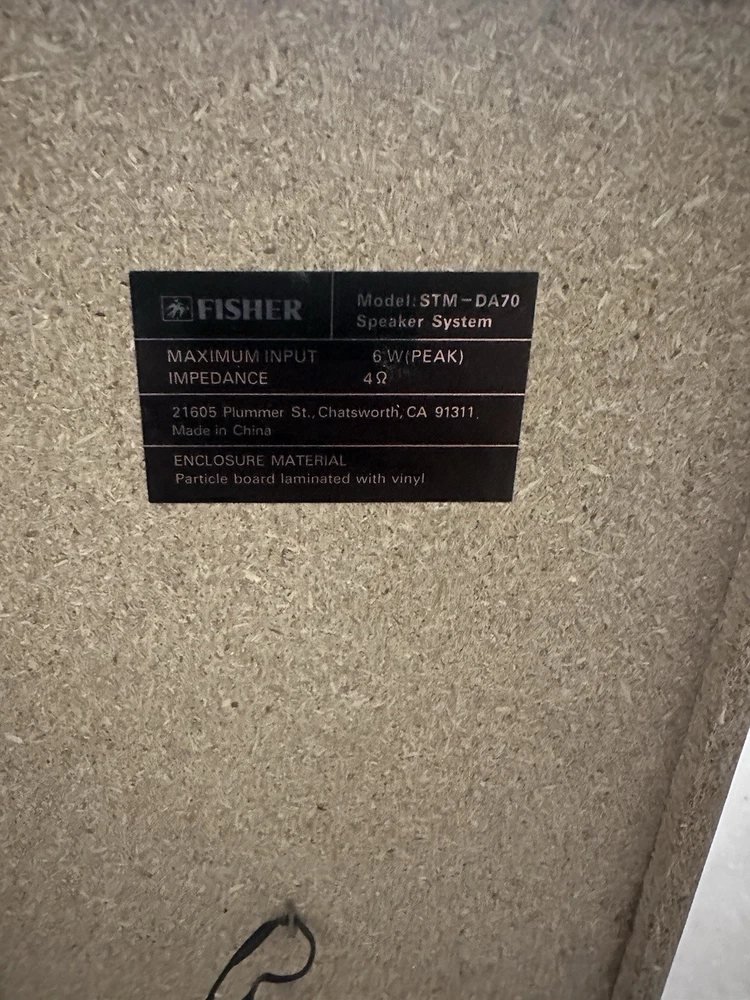 FISHER
Model: STM-DA70
Speaker System
MAXIMUM INPUT 6 W(PEAK)
IMPEDANCE 4Ω
21605 Plummer St., Chatsworth, CA 91311.
Made in China
ENCLOSURE MATERIAL
Particle board laminated with vinyl